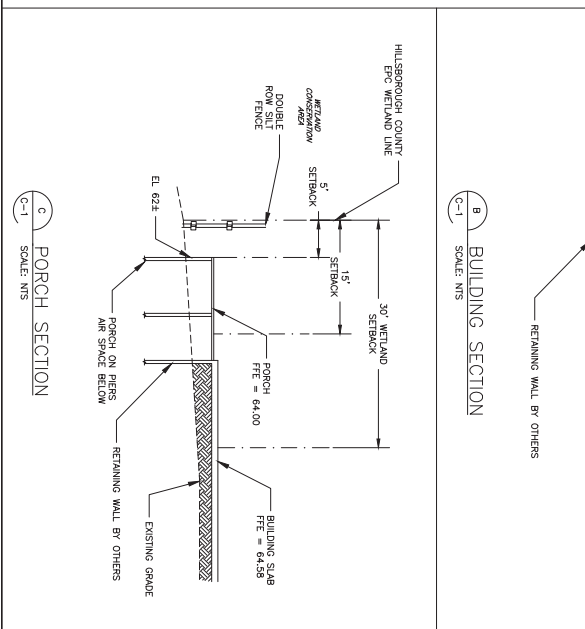 RETAINING WALL BY OTHERS
B
C-1
BUILDING SECTION
SCALE: NTS
HILLSBOROUGH COUNTY
EPC WETLAND LINE
WETLAND
CONSERVATION
AREA
DOUBLE
ROW SILT
FENCE
5'
SETBACK
15'
SETBACK
30' WETLAND
SETBACK
EL 62±
PORCH
FFE = 64.00
BUILDING SLAB
FFE = 64.58
PORCH ON PIERS
AIR SPACE BELOW
RETAINING WALL BY OTHERS
EXISTING GRADE
C
C-1
PORCH SECTION
SCALE: NTS